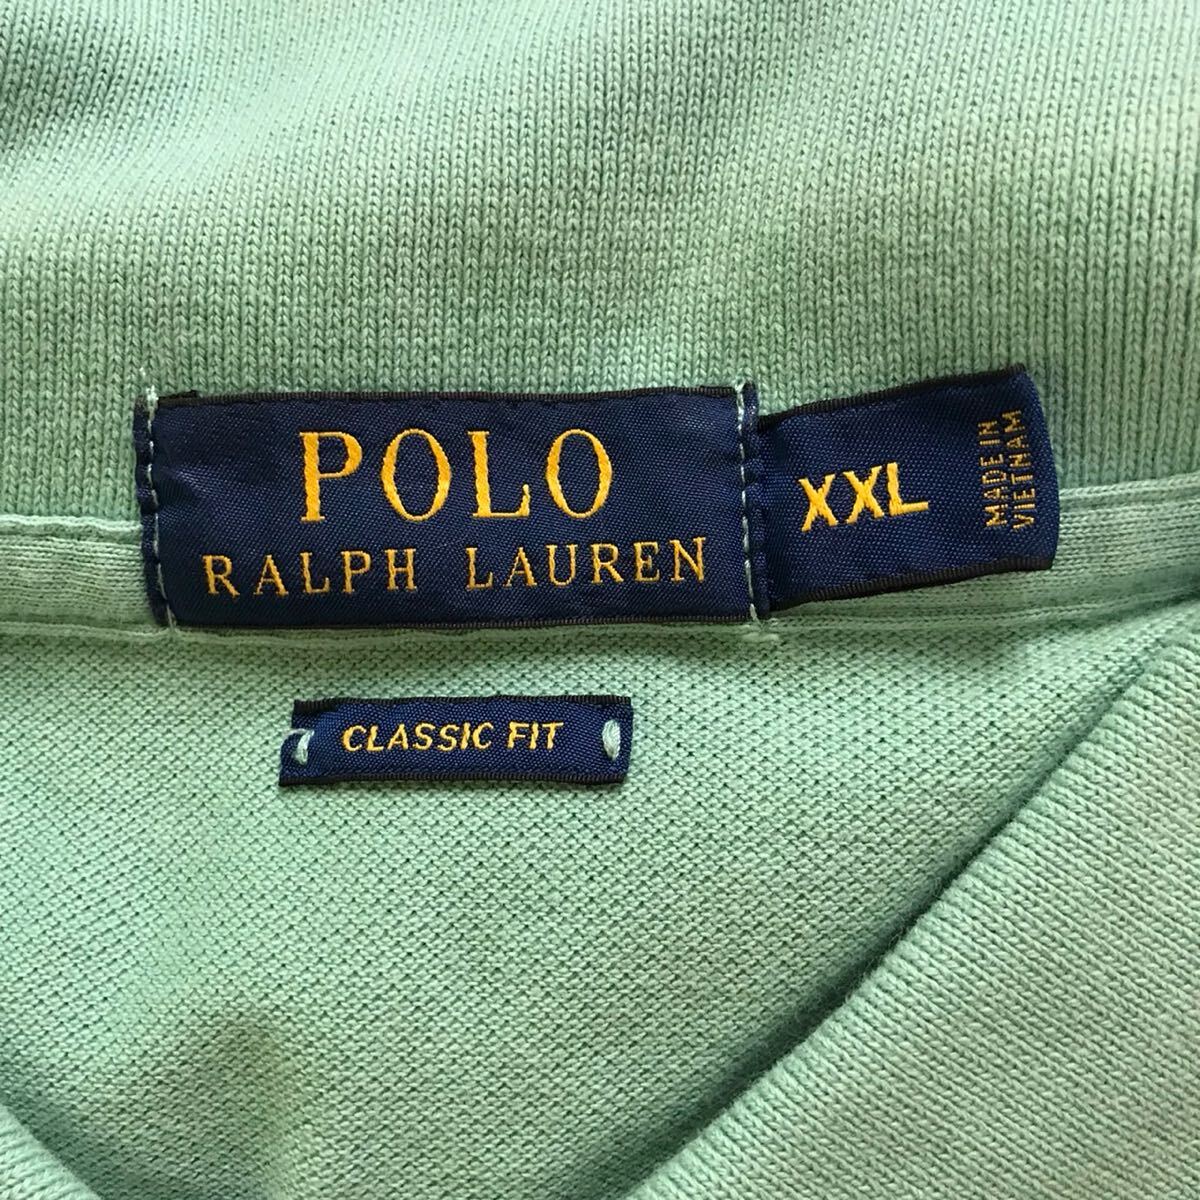 POLO
RALPH LAUREN
XXL
MADE IN
VIETNAM
CLASSIC FIT